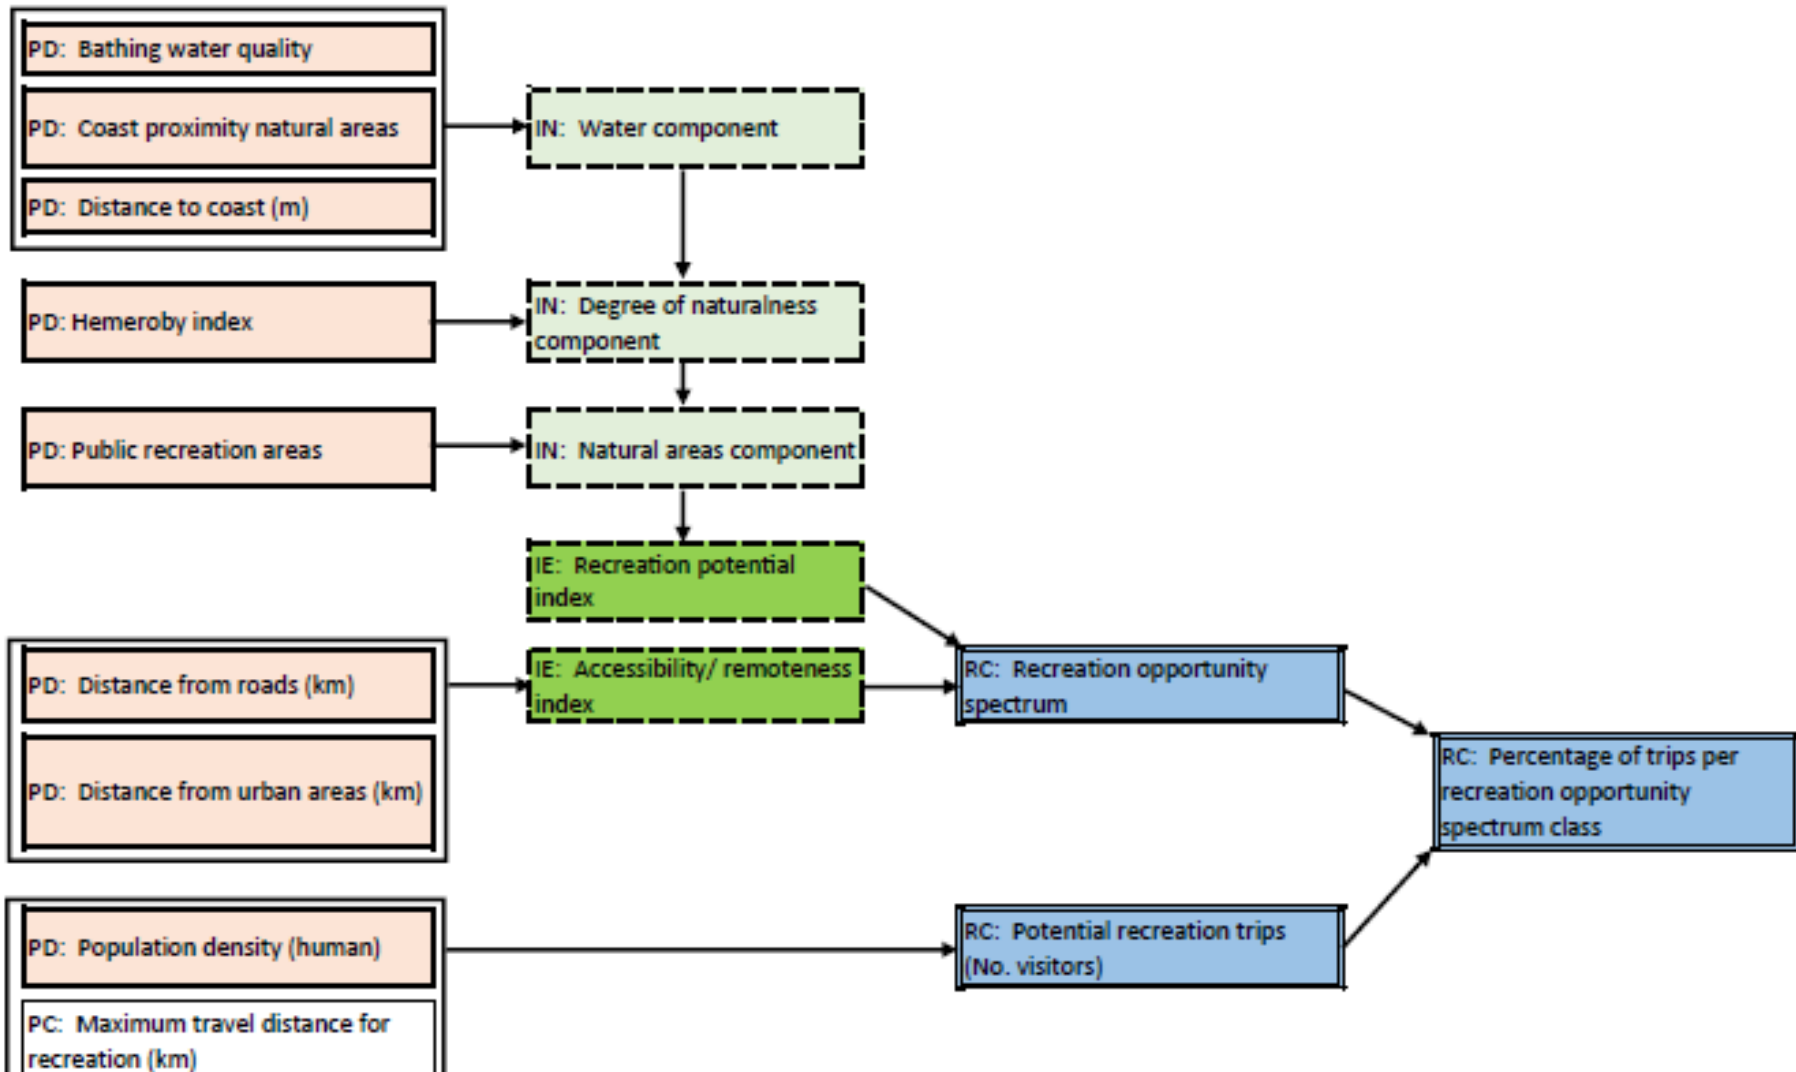 PD: Bathing water quality
PD: Coast proximity natural areas
PD: Distance to coast (m)
IN: Water component
PD: Hemeroby index
IN: Degree of naturalness
component
PD: Public recreation areas
IN: Natural areas component
IE: Recreation potential
index
PD: Distance from roads (km)
PD: Distance from urban areas (km)
IE: Accessibility/ remoteness
index
RC: Recreation opportunity
spectrum
RC: Percentage of trips per
recreation opportunity
spectrum class
PD: Population density (human)
PC: Maximum travel distance for
recreation (km)
RC: Potential recreation trips
(No. visitors)